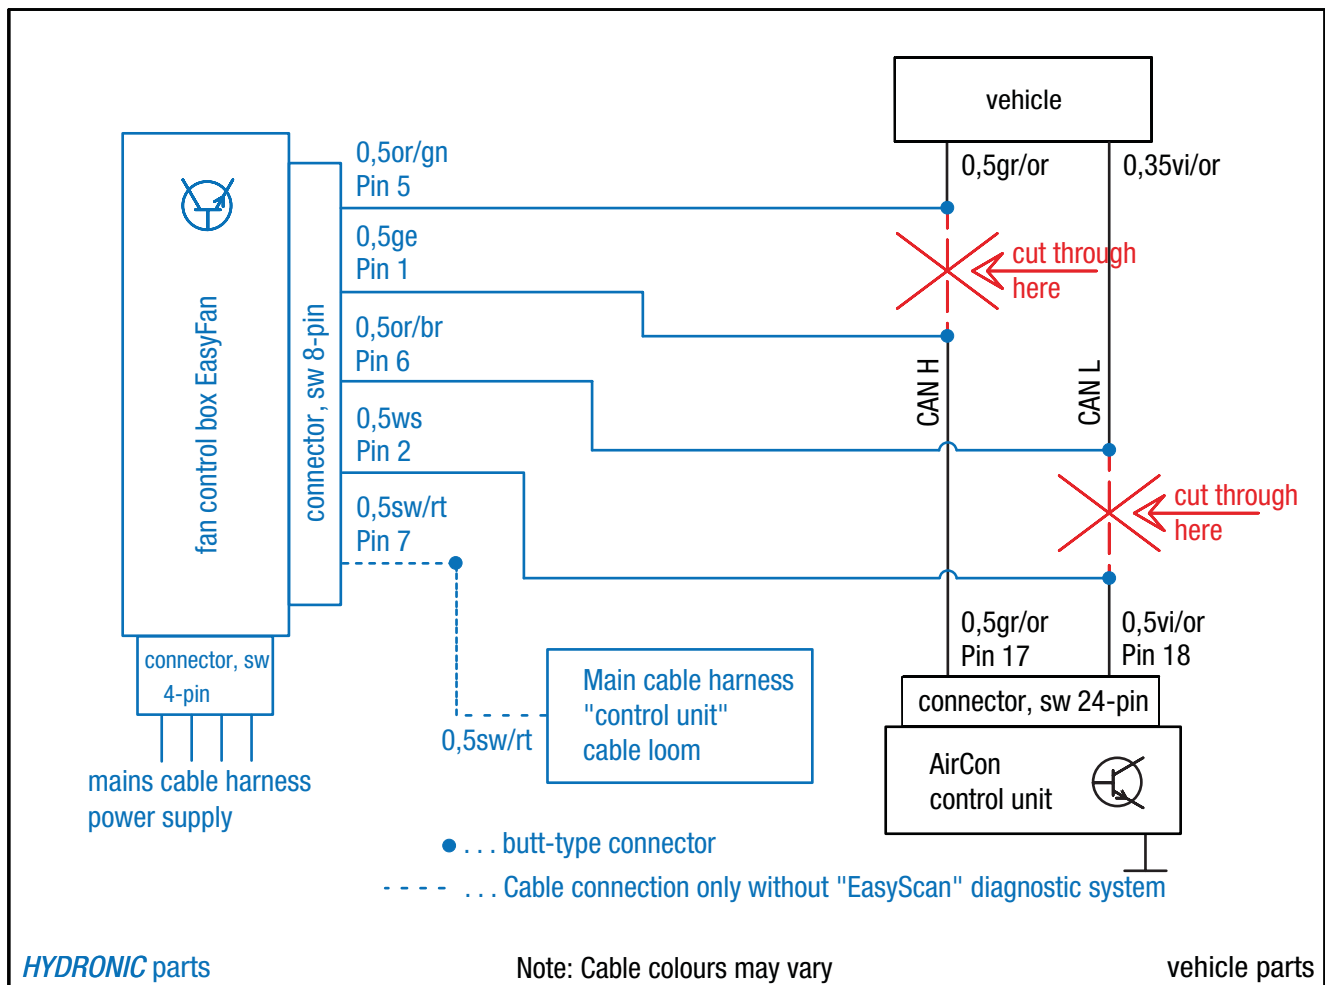 vehicle
0,5gr/or
0,35vi/or
0,5or/gn
Pin 5
0,5ge
Pin 1
0,5or/br
Pin 6
0,5ws
Pin 2
0,5sw/rt
Pin 7
fan control box EasyFan
connector, sw 8-pin
cut through
here
CAN H
CAN L
cut through
here
connector, sw
4-pin
mains cable harness
power supply
0,5sw/rt
Main cable harness
"control unit"
cable loom
0,5gr/or
Pin 17
0,5vi/or
Pin 18
connector, sw 24-pin
AirCon
control unit
. . . butt-type connector
. . . Cable connection only without "EasyScan" diagnostic system
HYDRONIC parts
Note: Cable colours may vary
vehicle parts